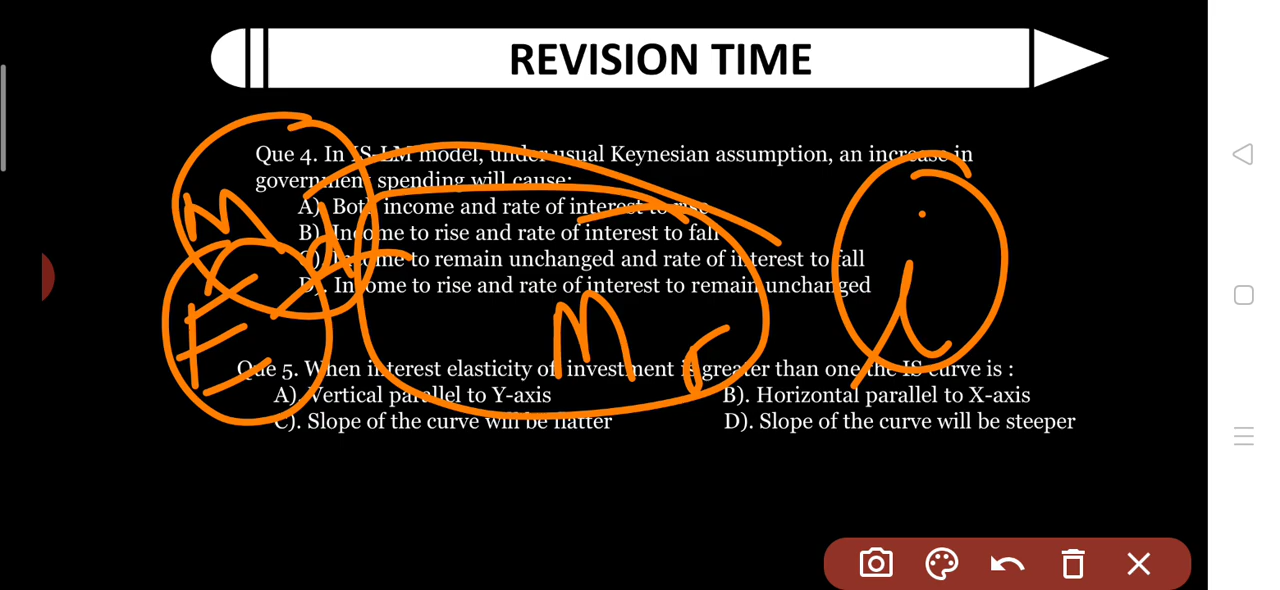 REVISION TIME
Que 4. In IS-LM model, under usual Keynesian assumption, an increase in
government spending will cause:
A). Both income and rate of interest to rise
B). Income to rise and rate of interest to fall
C). Income to remain unchanged and rate of interest to fall
D). Income to rise and rate of interest to remain unchanged
Que 5. When interest elasticity of investment is greater than one the IS curve is :
A). Vertical parallel to Y-axis
B). Horizontal parallel to X-axis
C). Slope of the curve will be flatter
D). Slope of the curve will be steeper